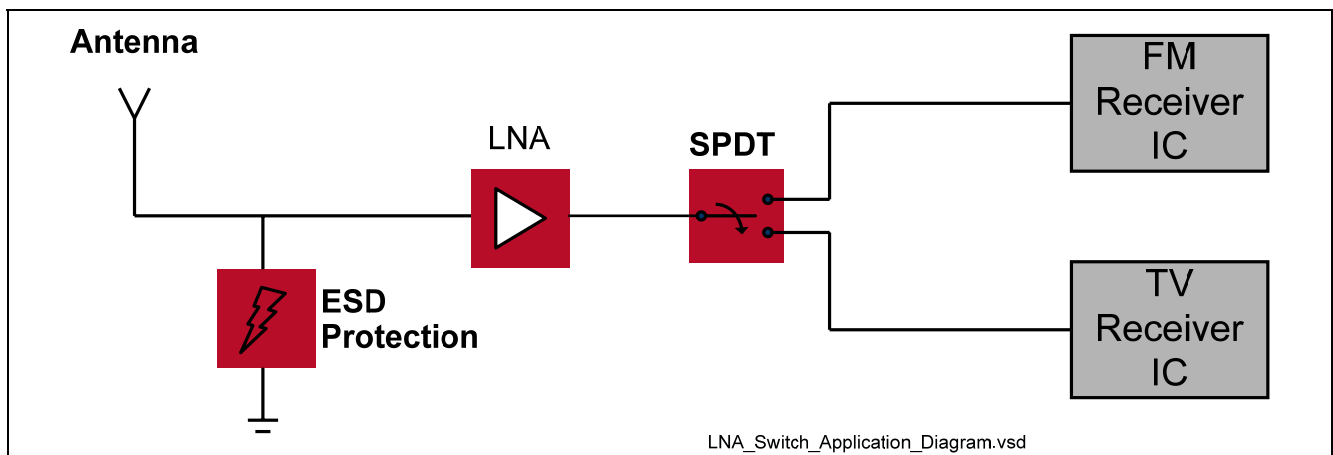 Antenna
LNA
SPDT
FM
Receiver
IC
ESD
Protection
TV
Receiver
IC
LNA_Switch_Application_Diagram.vsd